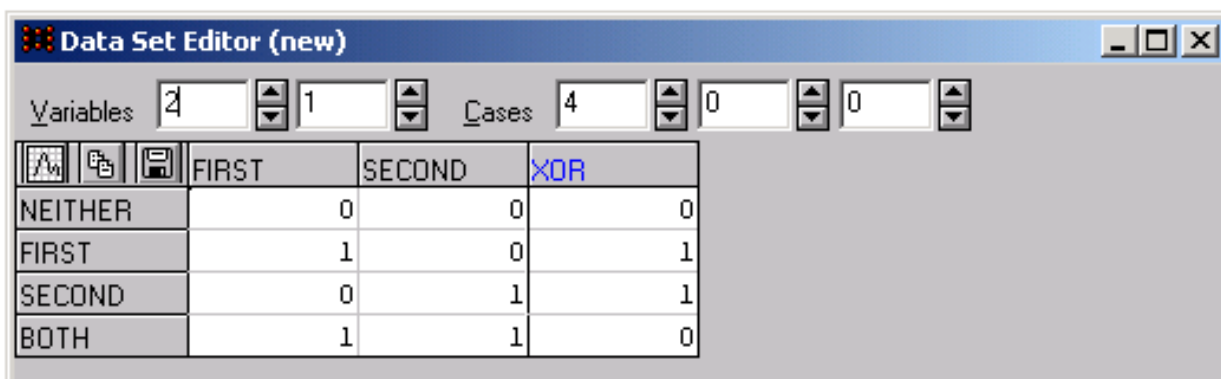 Data Set Editor (new)
Variables 2 1 Cases 4 0 0
FIRST SECOND XOR
NEITHER 0 0 0
FIRST 1 0 1
SECOND 0 1 1
BOTH 1 1 0